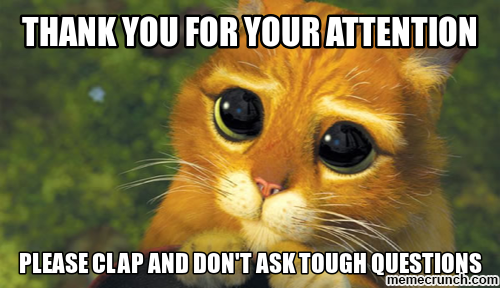 THANK YOU FOR YOUR ATTENTION
PLEASE CLAP AND DON'T ASK TOUGH QUESTIONS
memecrunch.com